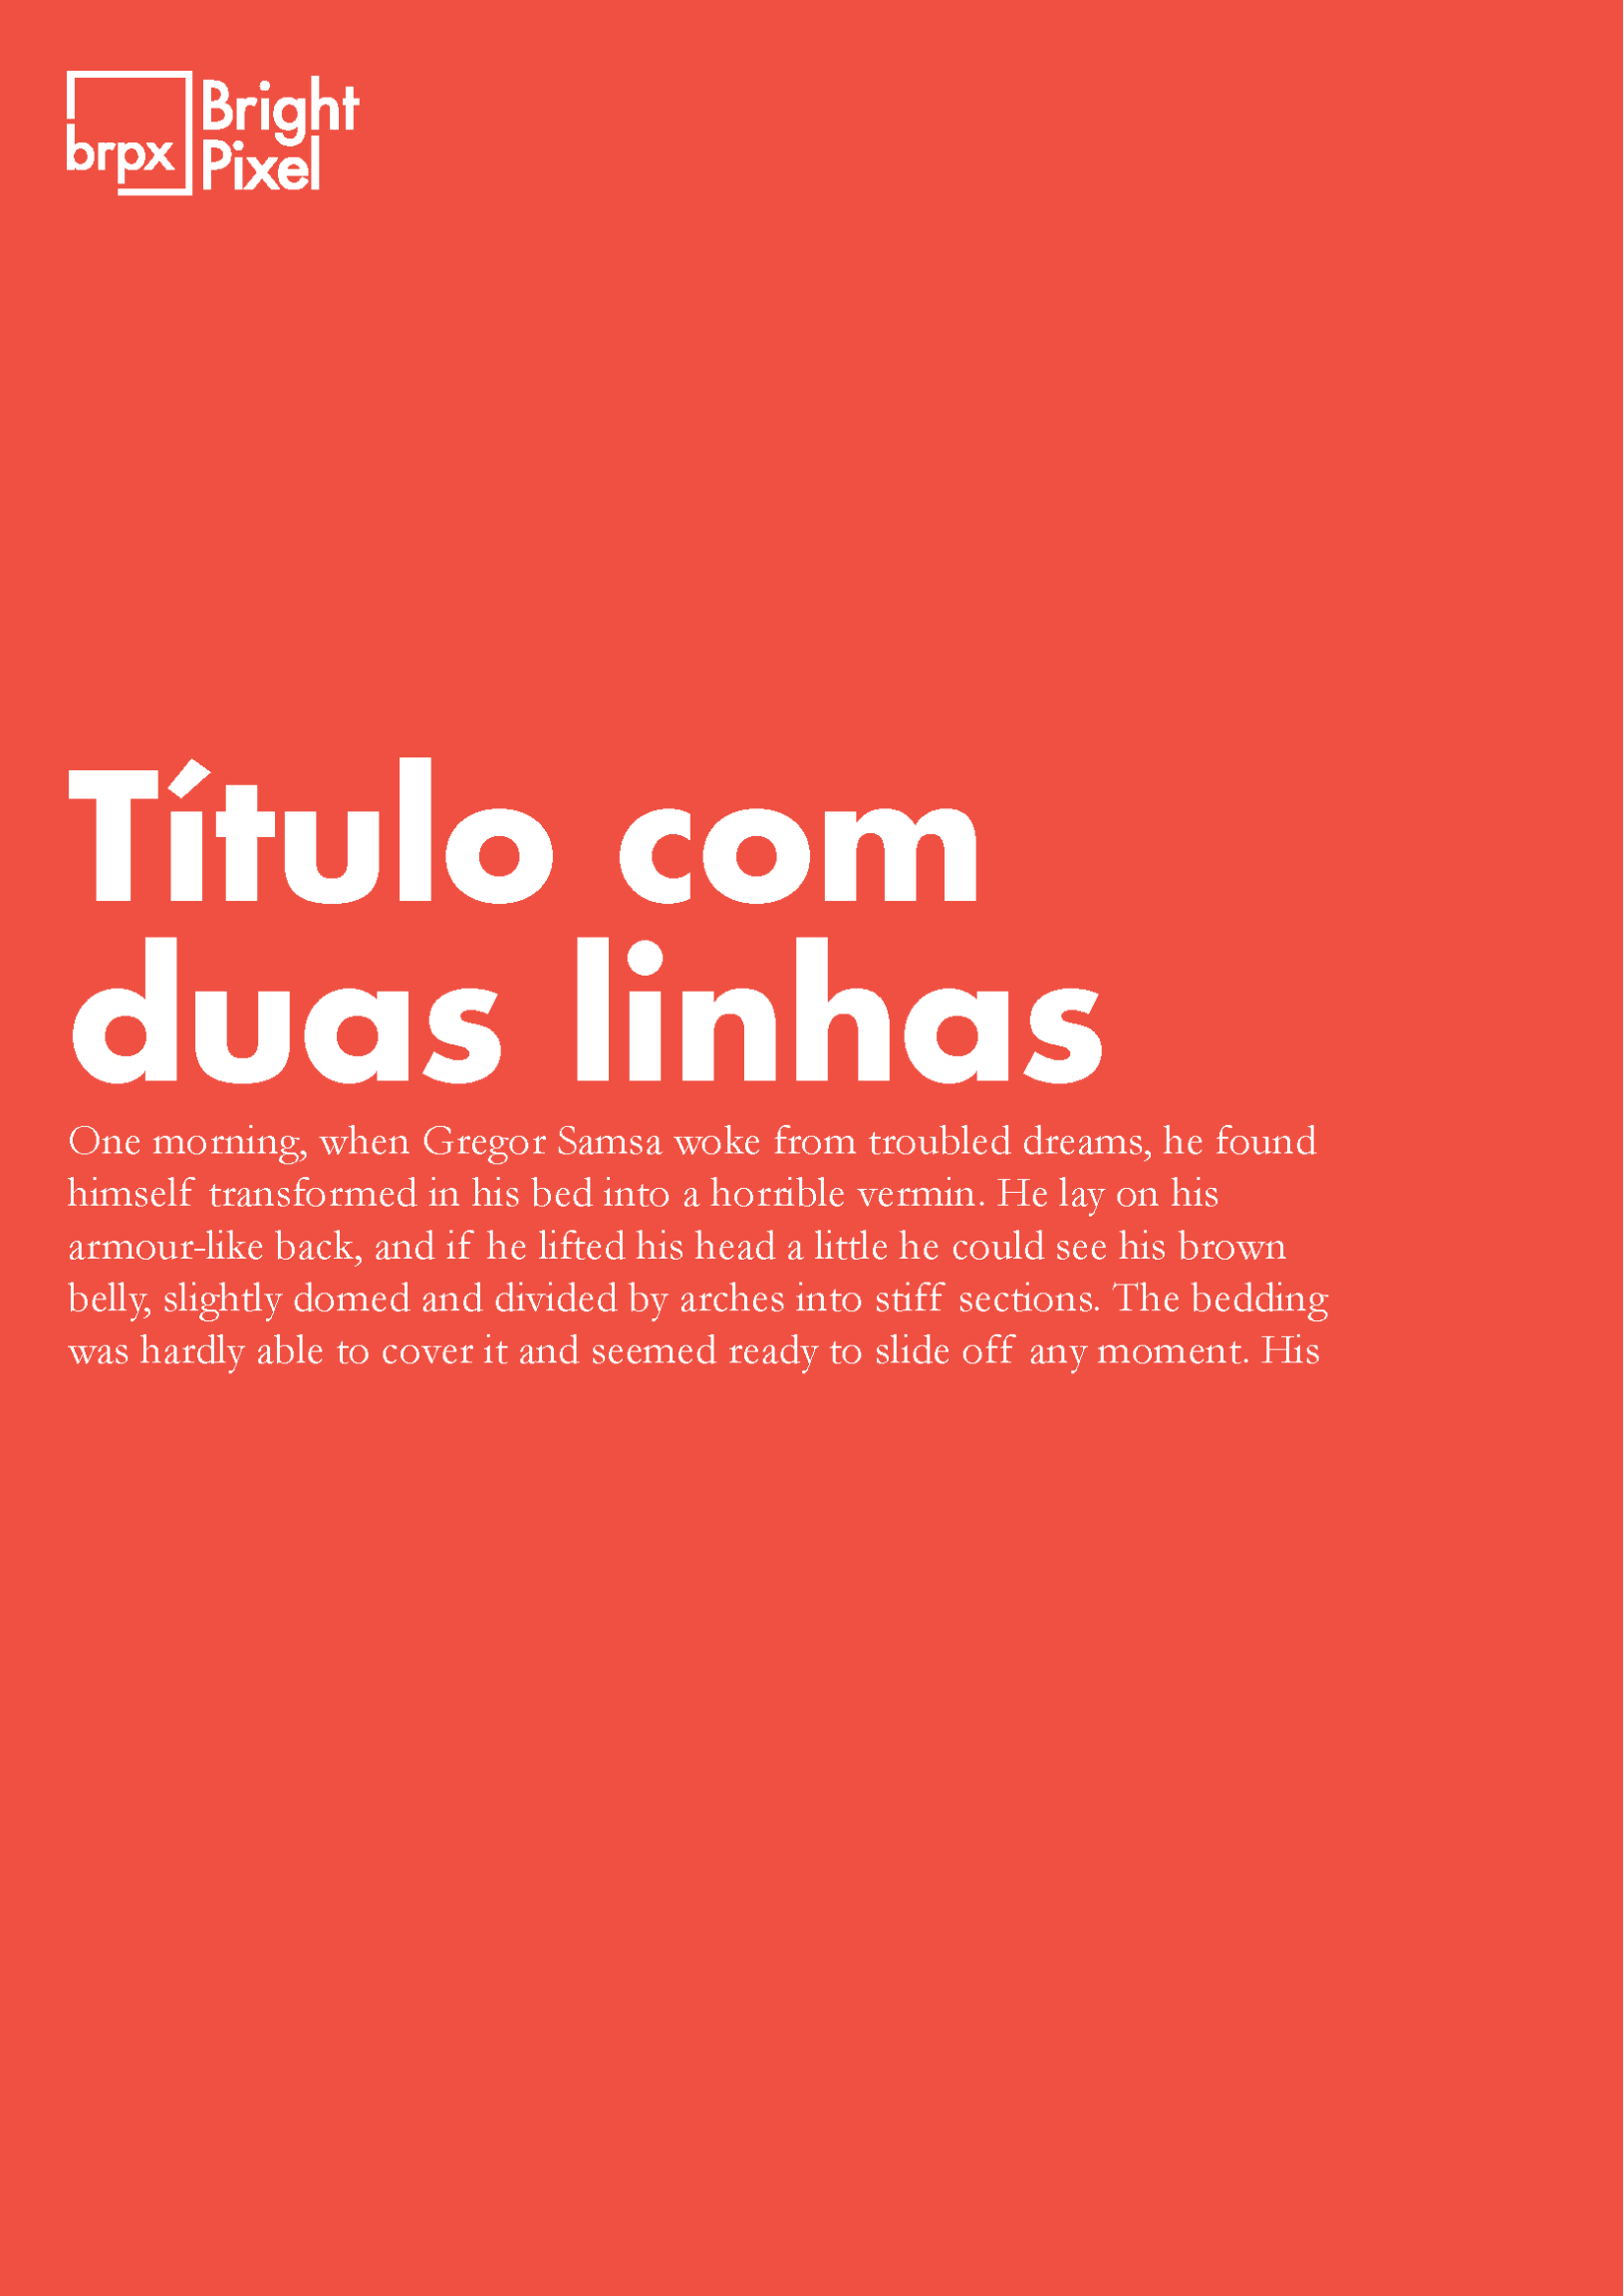 brpx
Bright
Pixel
Título com
duas linhas
One morning, when Gregor Samsa woke from troubled dreams, he found
himself transformed in his bed into a horrible vermin. He lay on his
armour-like back, and if he lifted his head a little he could see his brown
belly, slightly domed and divided by arches into stiff sections. The bedding
was hardly able to cover it and seemed ready to slide off any moment. His